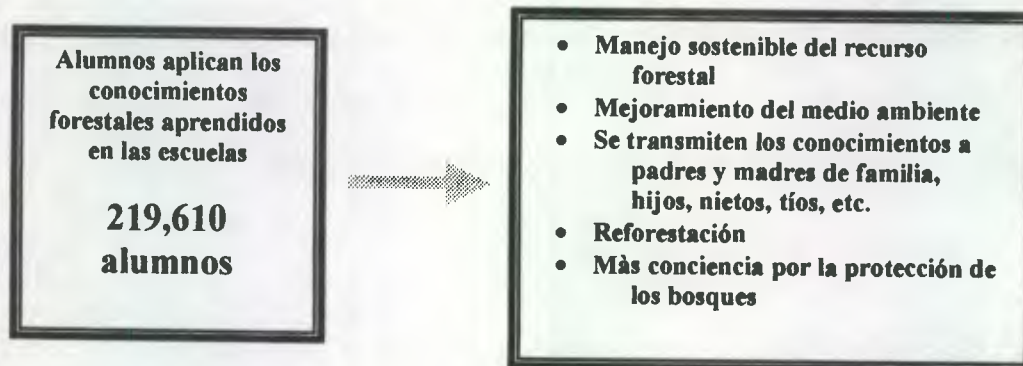 Alumnos aplican los
conocimientos
forestales aprendidos
en las escuelas
219,610
alumnos
• Manejo sostenible del recurso
forestal
• Mejoramiento del medio ambiente
• Se transmiten los conocimientos a
padres y madres de familia,
hijos, nietos, tíos, etc.
• Reforestación
• Màs conciencia por la protección de
los bosques